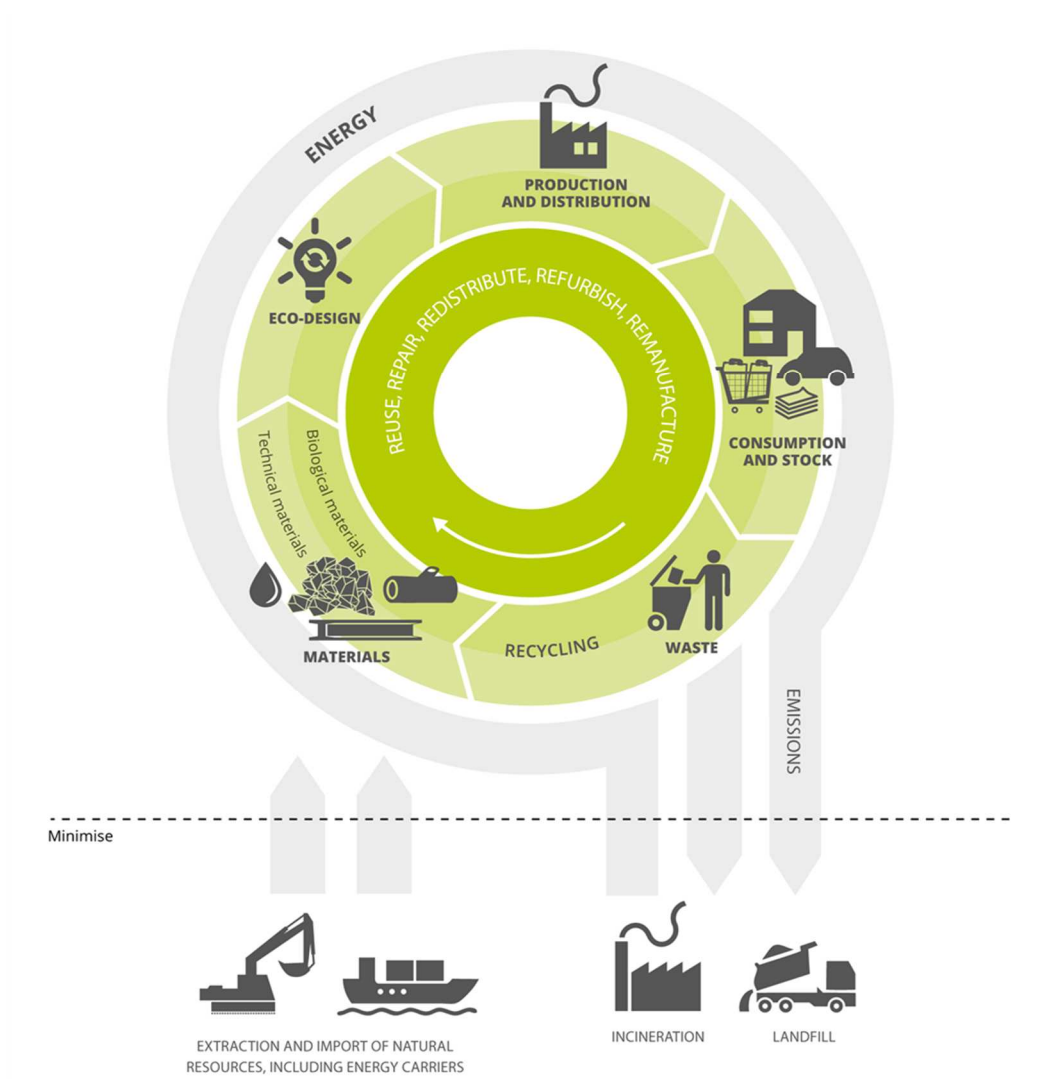 ENERGY
PRODUCTION
AND DISTRIBUTION
ECO-DESIGN
REUSE, REPAIR, REDISTRIBUTE, REFURBISH, REMANUFACTURE
CONSUMPTION
AND STOCK
Technical materials
Biological materials
MATERIALS
RECYCLING
WASTE
EMISSIONS
Minimise
EXTRACTION AND IMPORT OF NATURAL
RESOURCES, INCLUDING ENERGY CARRIERS
INCINERATION
LANDFILL